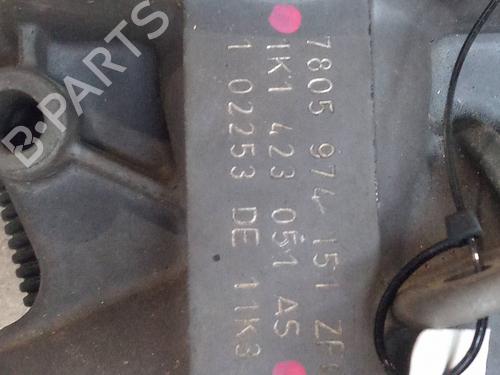 7805 974 151 ZF
1K1 423 051 AS
1 02253 DE 11K3
B-PARTS